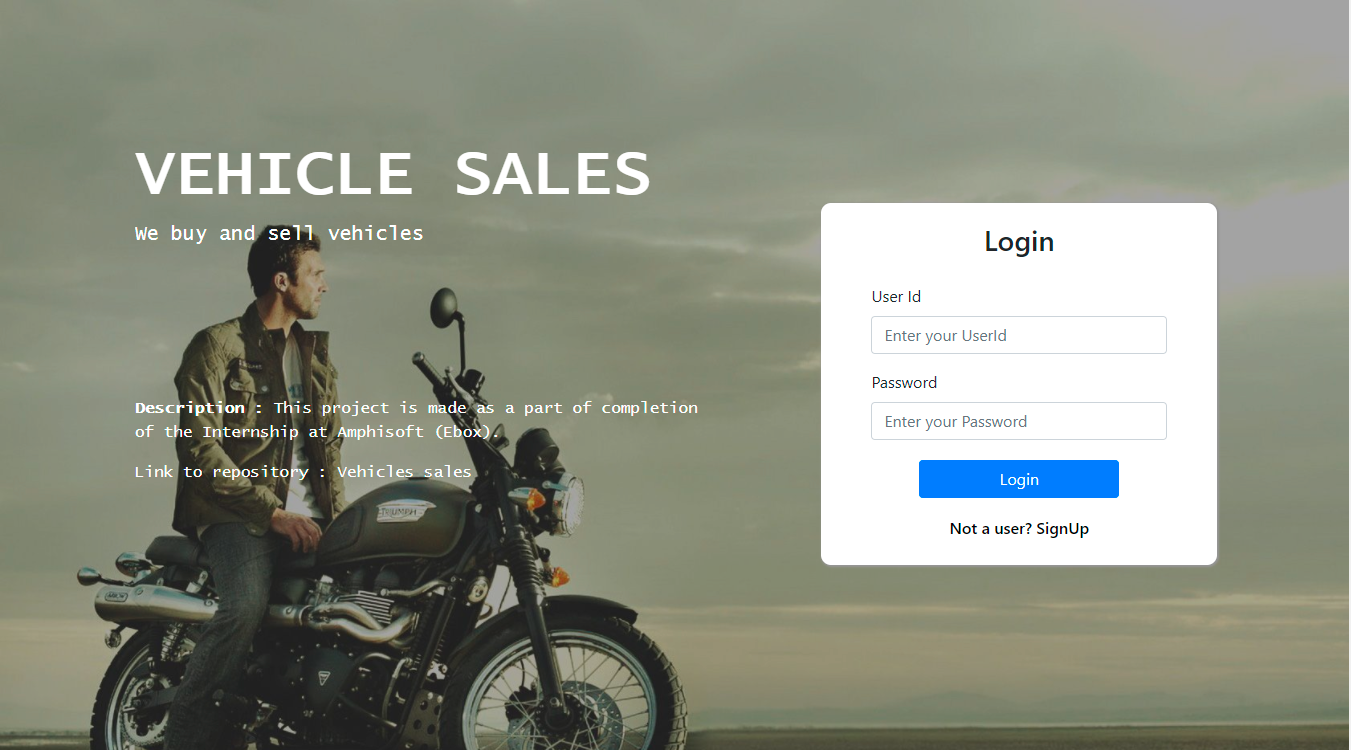 VEHICLE SALES
We buy and sell vehicles
Description : This project is made as a part of completion
of the Internship at Amphisoft (Ebox).
Link to repository : Vehicles sales
TRIUMPH
ARROW
Login
User Id
Enter your UserId
Password
Enter your Password
Login
Not a user? SignUp